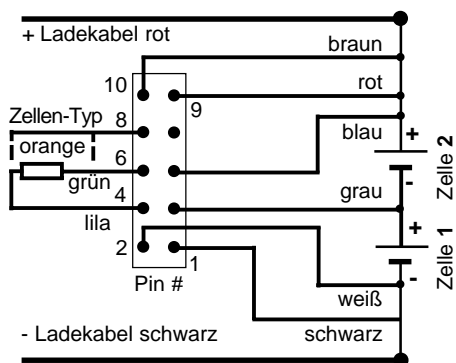 + Ladekabel rot
braun
10
rot
9
Zellen-Typ
8
blau
+
orange
6
grün
-
Zelle 2
4
grau
lila
+
2
1
-
Zelle 1
Pin #
weiß
- Ladekabel schwarz
schwarz